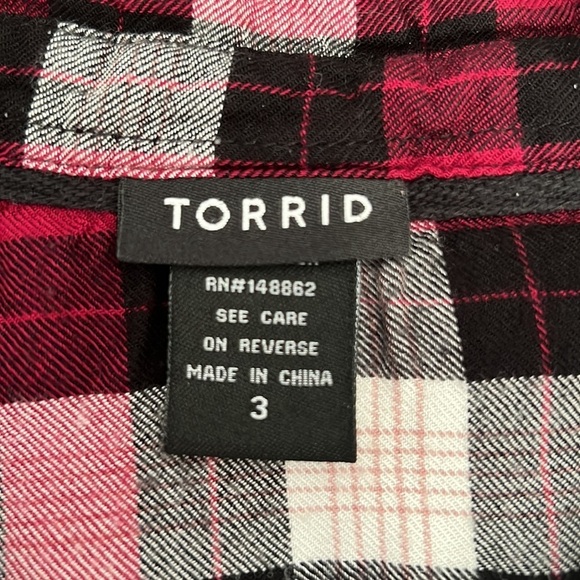 TORRID
RN#148862
SEE CARE
ON REVERSE
MADE IN CHINA
3